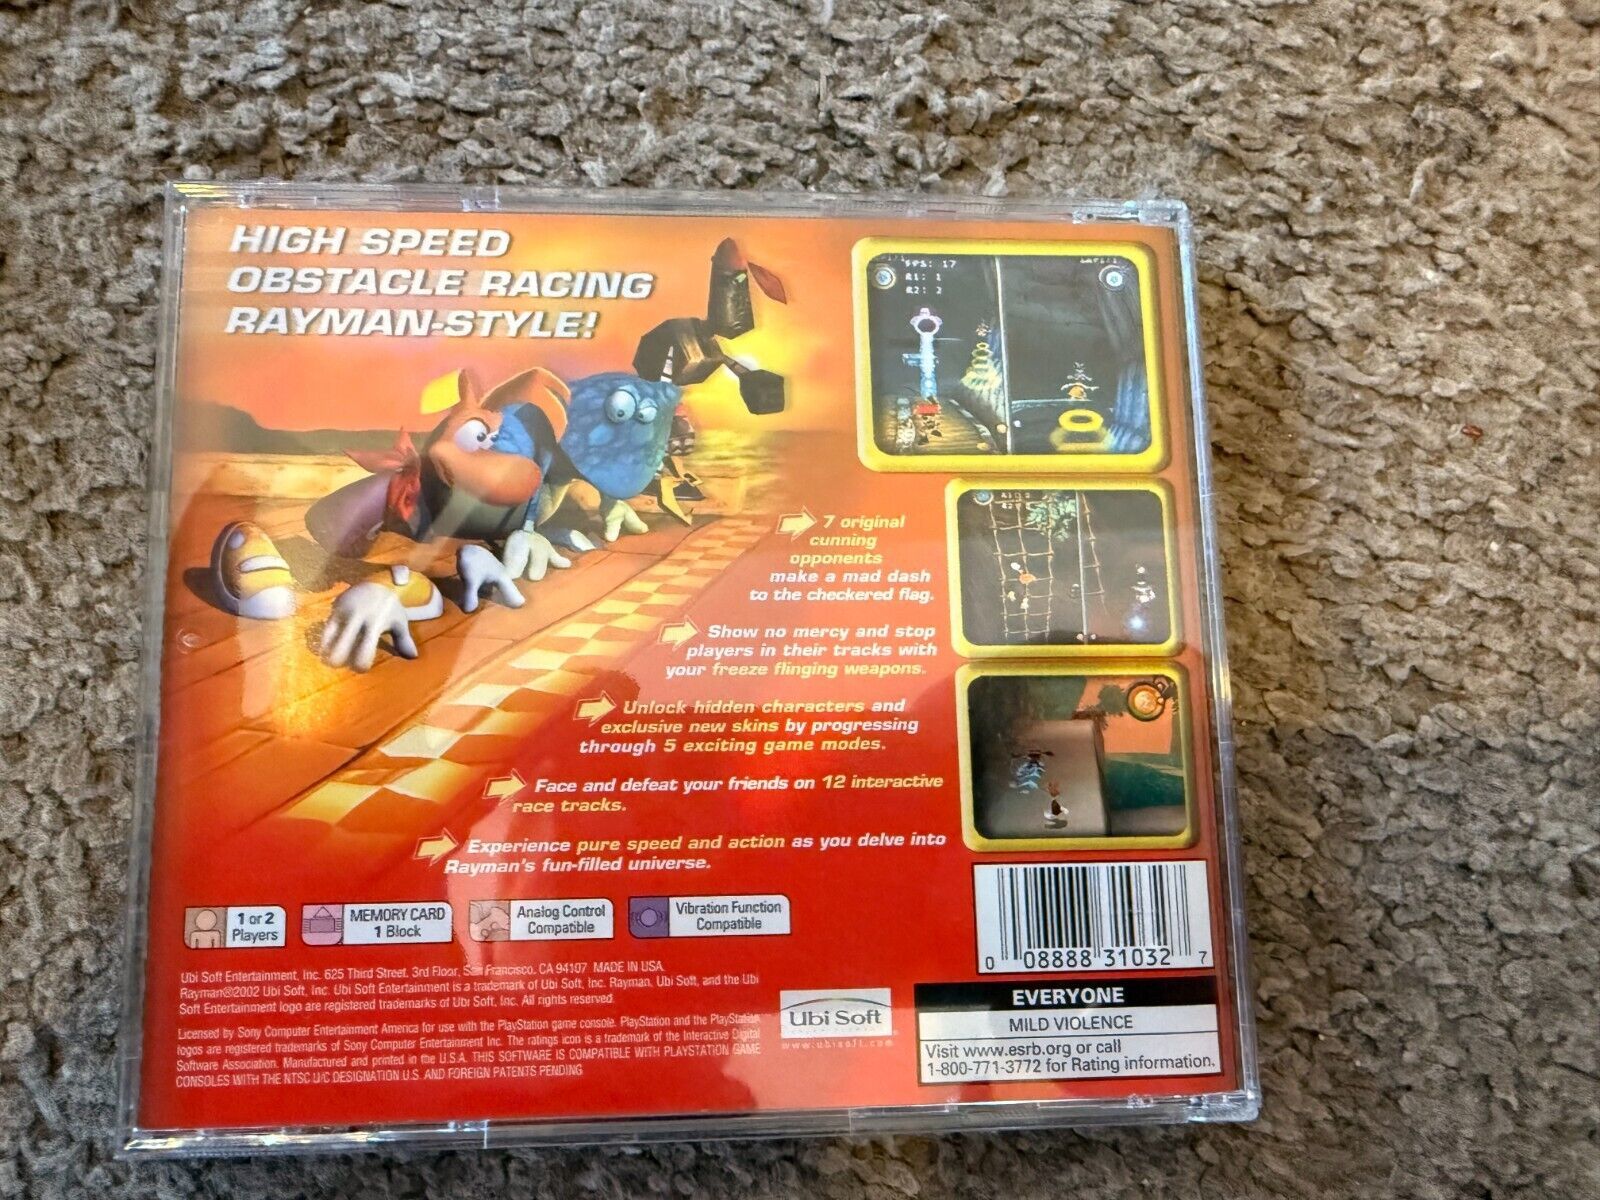 HIGH SPEED
OBSTACLE RACING
RAYMAN-STYLE!
FPS: 17
R1: 1
R2: 2
7 original
cunning
opponents
make a mad dash
to the checkered flag.
Show no mercy and stop
players in their tracks with
your freeze flinging weapons.
Unlock hidden characters and
exclusive new skins by progressing
through 5 exciting game modes.
Face and defeat your friends on 12 interactive
race tracks.
Experience pure speed and action as you delve into
Rayman's fun-filled universe.
1 or 2
Players
MEMORY CARD
1 Block
Analog Control
Compatible
Vibration Function
Compatible
Ubi Soft Entertainment, Inc. 625 Third Street. 3rd Floor, San Francisco. CA 94107 MADE IN USA.
Rayman®2002 Ubi Soft, Inc. Ubi Soft Entertainment is a trademark of Ubi Soft, Inc. Rayman, Ubi Soft, and the Ubi
Soft Entertainment logo are registered trademarks of Ubi Soft, Inc. All rights reserved.
Licensed by Sony Computer Entertainment America for use with the PlayStation game console. PlayStation and the PlayStation
logos are registered trademarks of Sony Computer Entertainment Inc. The ratings icon is a trademark of the Interactive Digital
Software Association. Manufactured and printed in the U.S.A. THIS SOFTWARE IS COMPATIBLE WITH PLAYSTATION GAME
CONSOLES WITH THE NTSC U/C DESIGNATION U.S. AND FOREIGN PATENTS PENDING
Ubi Soft
www.ubisoft.com
0 08888 31032 7
EVERYONE
MILD VIOLENCE
Visit www.esrb.org or call
1-800-771-3772 for Rating information.